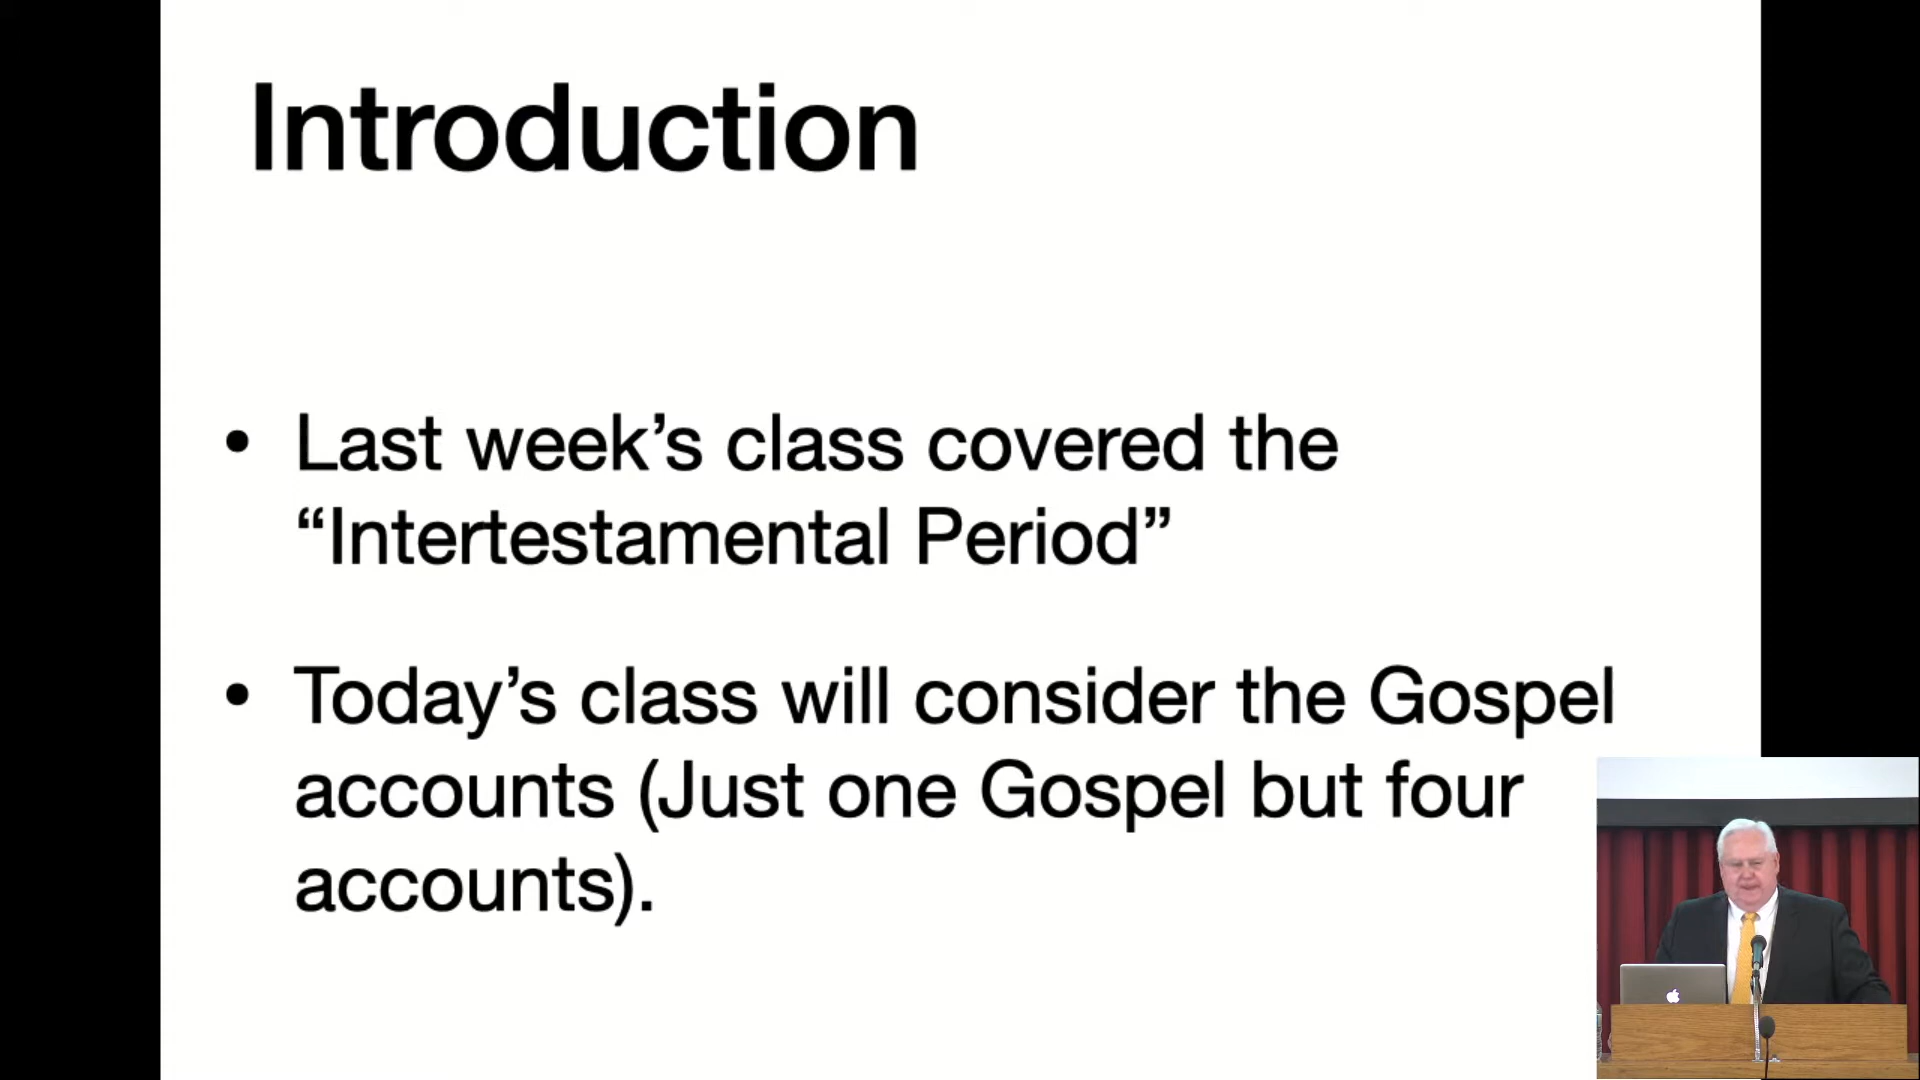 Introduction
• Last week’s class covered the
“Intertestamental Period”
• Today’s class will consider the Gospel
accounts (Just one Gospel but four
accounts).